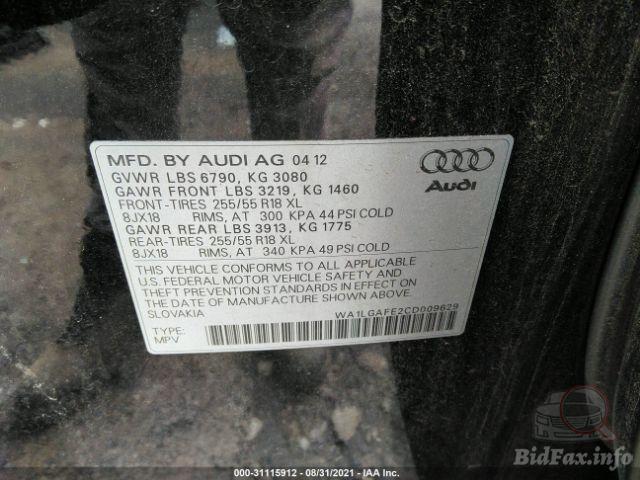 MFD. BY AUDI AG 04 12
GVWR LBS 6790, KG 3080
GAWR FRONT LBS 3219, KG 1460
FRONT-TIRES 255/55 R18 XL
8JX18 RIMS, AT 300 KPA 44 PSI COLD
GAWR REAR LBS 3913, KG 1775
REAR-TIRES 255/55 R18 XL
8JX18 RIMS, AT 340 KPA 49 PSI COLD
THIS VEHICLE CONFORMS TO ALL APPLICABLE
U.S. FEDERAL MOTOR VEHICLE SAFETY AND
THEFT PREVENTION STANDARDS IN EFFECT ON
THE DATE OF MANUFACTURE SHOWN ABOVE.
SLOVAKIA WA1LGAFE2CD009629
TYPE:
MPV
Audi
BidFax.info
000-31115912 - 08/31/2021 - IAA Inc.